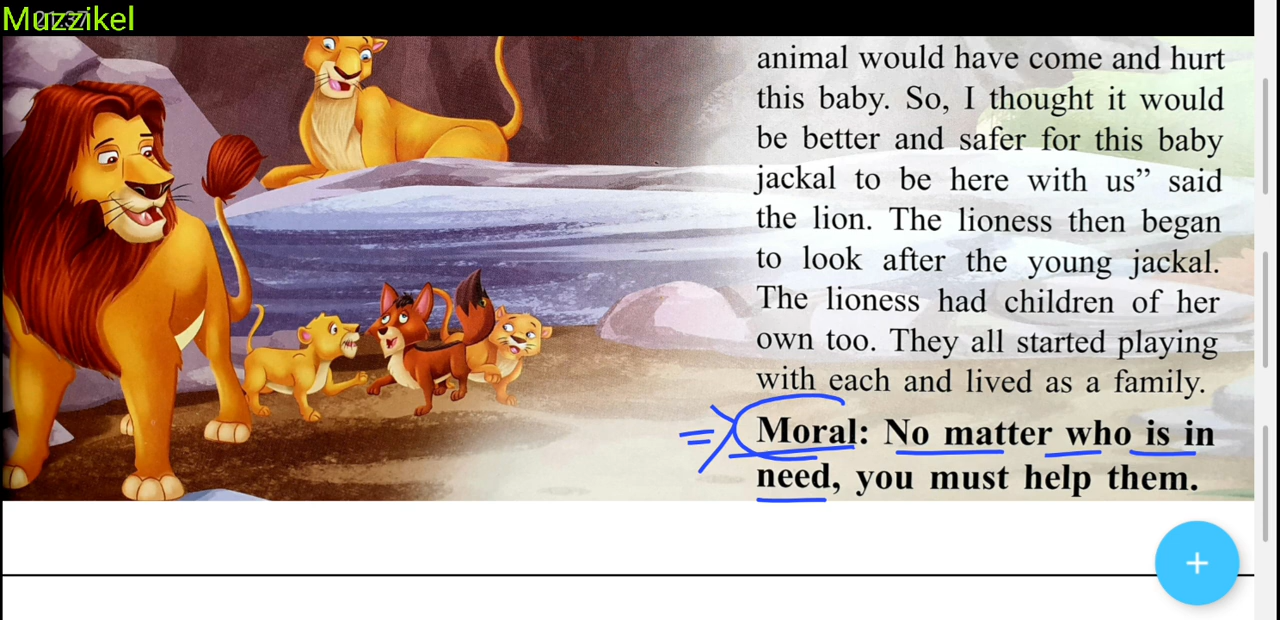 Muzzikel
animal would have come and hurt
this baby. So, I thought it would
be better and safer for this baby
jackal to be here with us” said
the lion. The lioness then began
to look after the young jackal.
The lioness had children of her
own too. They all started playing
with each and lived as a family.
Moral: No matter who is in
need, you must help them.